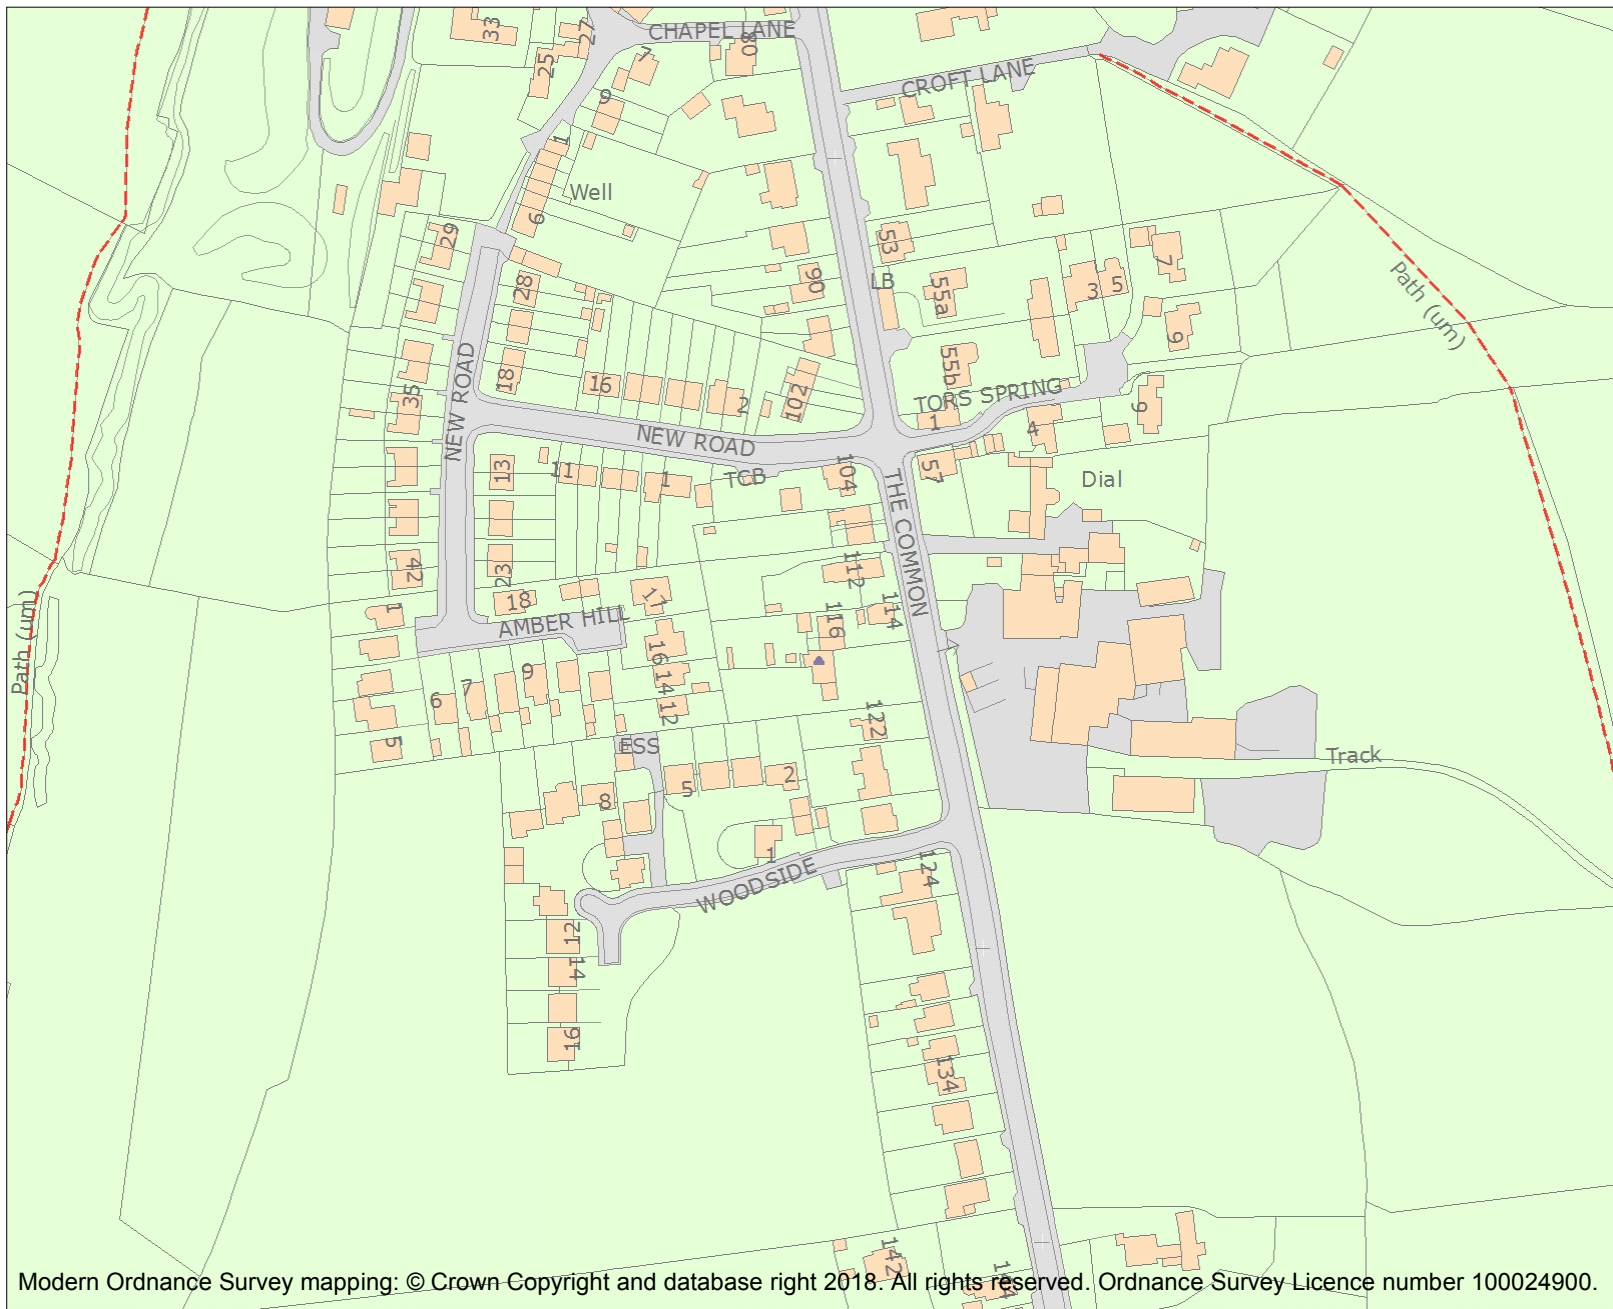 33
27
CHAPEL LANE
80
7
25
CROFT LANE
9
1
Well
6
29
53
7
LB
90
28
55a
3
5
Path (um)
9
NEW ROAD
18
55b
35
16
2
102
TORS SPRING
1
6
4
NEW ROAD
13
11
1
TCB
104
57
Dial
THE COMMON
42
23
112
18
17
1
AMBER HILL
116
114
Path (um)
16
14
12
9
7
6
5
122
ESS
Track
5
2
8
1
124
WOODSIDE
12
14
16
134
142
Modern Ordnance Survey mapping: © Crown Copyright and database right 2018. All rights reserved. Ordnance Survey Licence number 100024900.